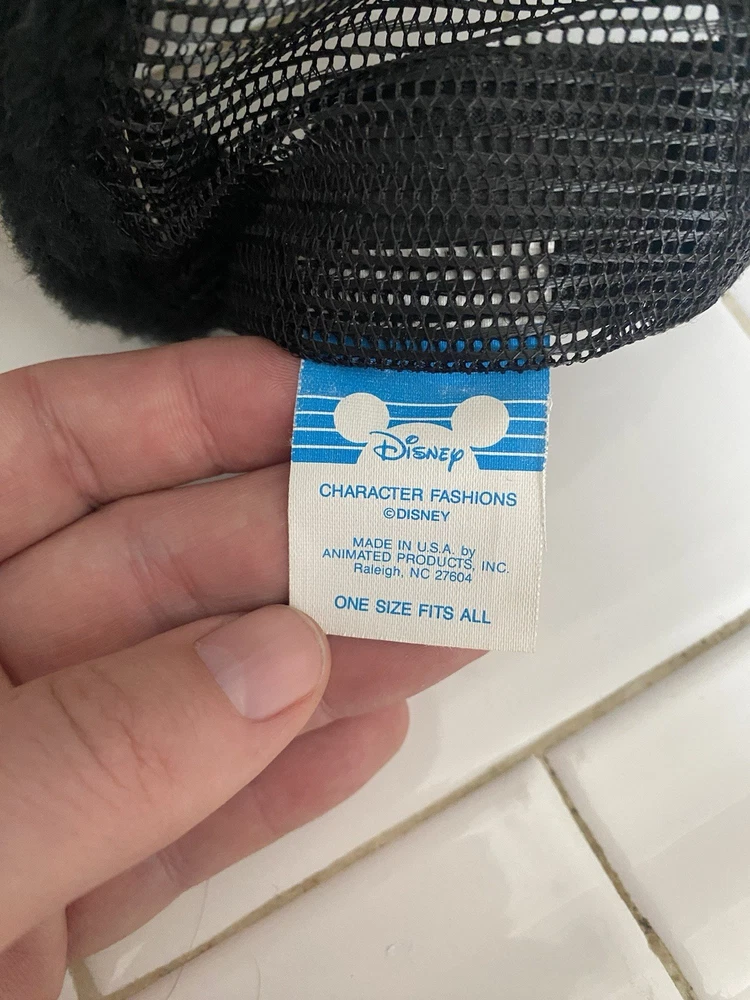 Disney
CHARACTER FASHIONS
©DISNEY
MADE IN U.S.A. by
ANIMATED PRODUCTS, INC.
Raleigh, NC 27604
ONE SIZE FITS ALL